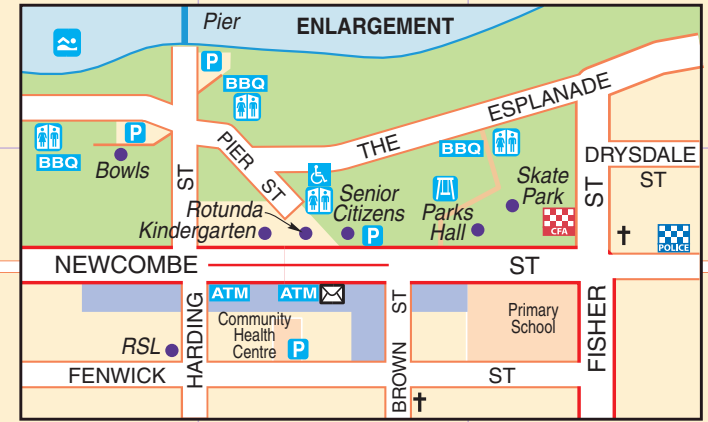 Pier
ENLARGEMENT
P
BBQ
BBQ
P
Bowls
PIER ST
THE ESPLANADE
BBQ
DRYSDALE
ST
ST
ST
Skate
Park
CFA
POLICE
Senior
Citizens
P
Parks
Hall
Rotunda
Kindergarten
NEWCOMBE ST
ATM
ATM
HARDING
Community
Health
Centre
P
BROWN ST
Primary
School
FISHER
RSL
FENWICK ST